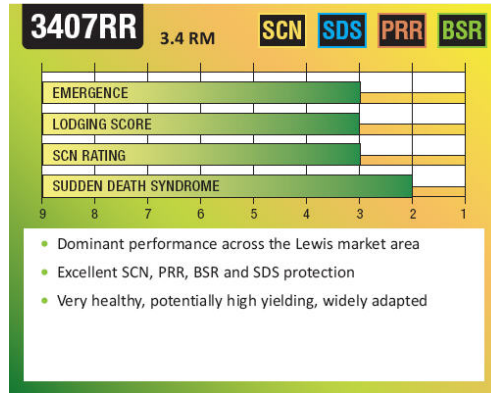 3407RR 3.4 RM SCN SDS PRR BSR
EMERGENCE
LODGING SCORE
SCN RATING
SUDDEN DEATH SYNDROME
9 8 7 6 5 4 3 2 1
• Dominant performance across the Lewis market area
• Excellent SCN, PRR, BSR and SDS protection
• Very healthy, potentially high yielding, widely adapted